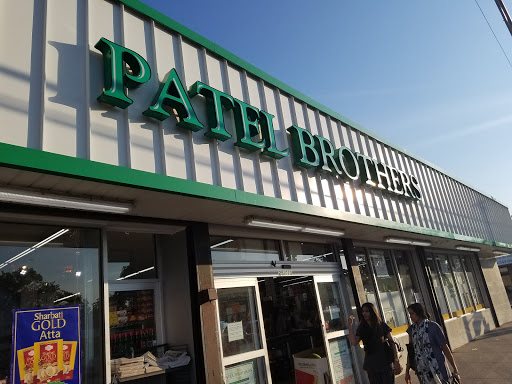 PATEL BROTHERS
Sharbati
GOLD
Atta